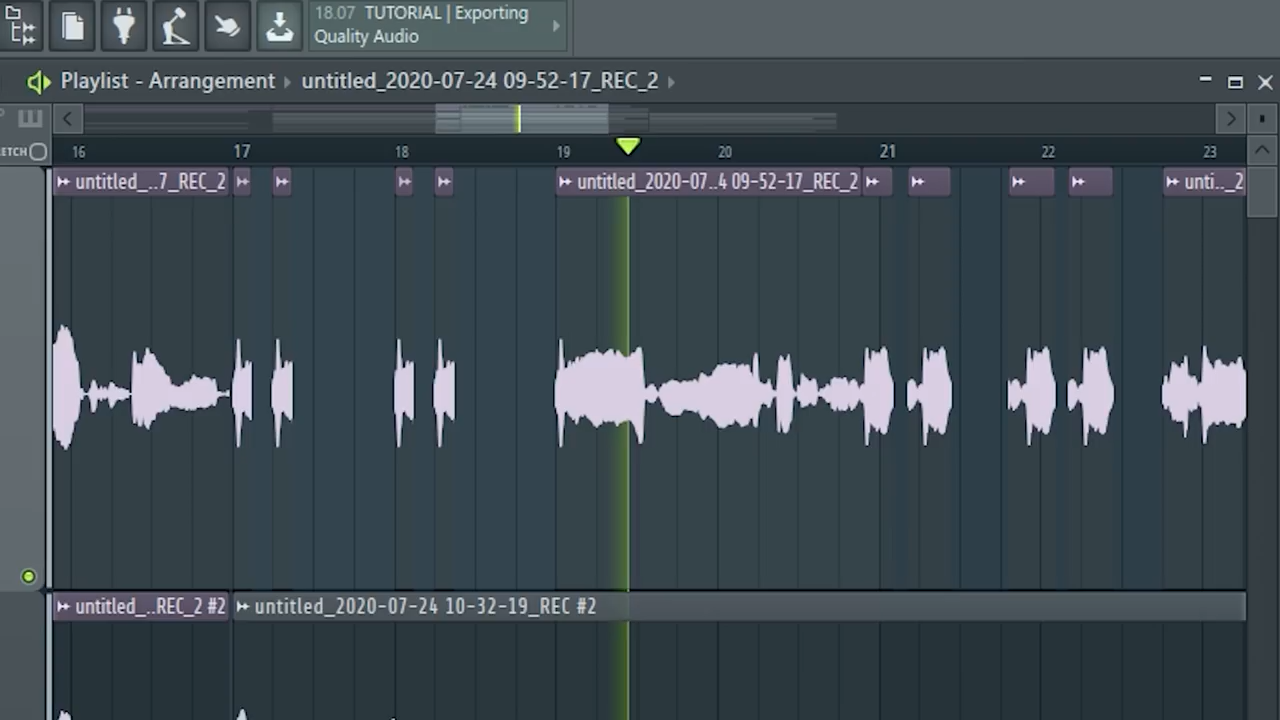 18.07 TUTORIAL | Exporting
Quality Audio
Playlist - Arrangement untitled_2020-07-24 09-52-17_REC_2
ETCH
16 17 18 19 20 21 22 23
untitled_..7_REC_2 untitled_2020-07..4 09-52-17_REC_2 unti.._2
untitled_..REC_2 #2 untitled_2020-07-24 10-32-19_REC #2